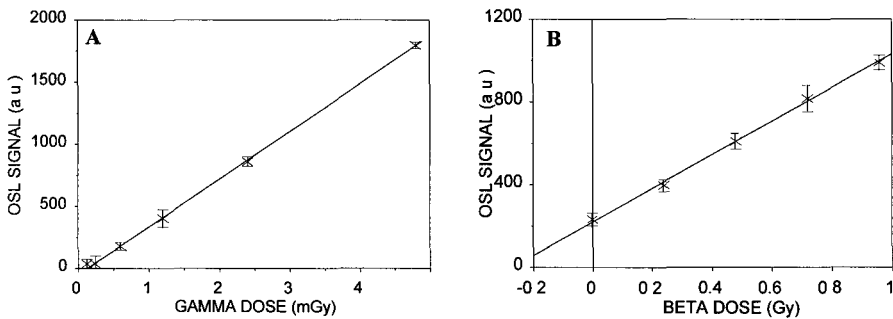 A
OSL SIGNAL (a u)
2000
1500
1000
500
0
0 1 2 3 4
GAMMA DOSE (mGy)
B
OSL SIGNAL (a u)
1200
800
400
0
-0 2 0 0 2 0 4 0 6 0 8 1
BETA DOSE (Gy)